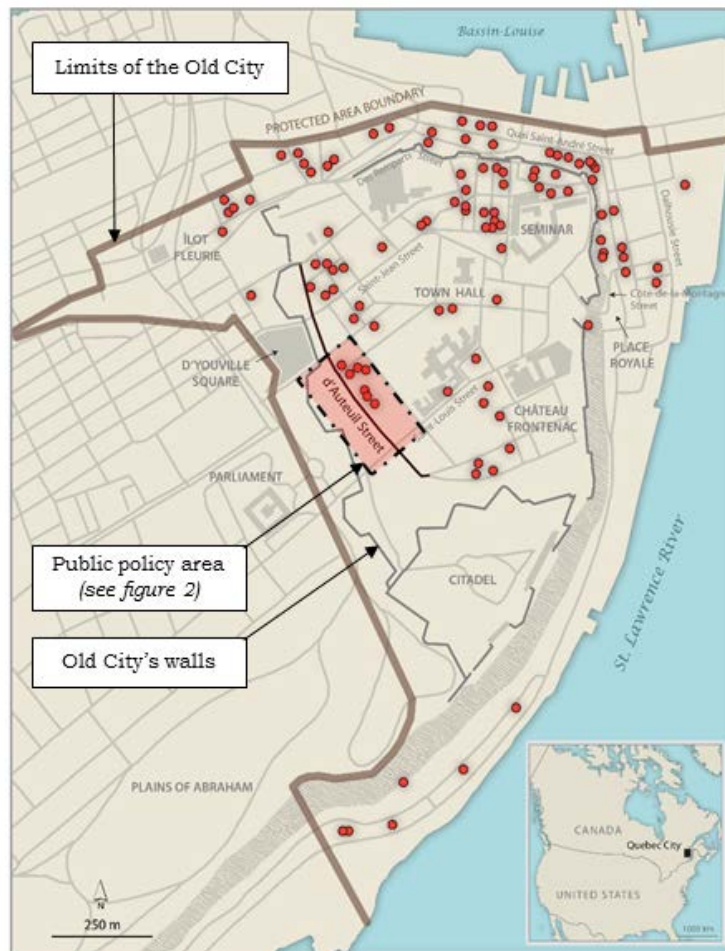 Bassin-Louise
Limits of the Old City
PROTECTED AREA BOUNDARY
Quai Saint-André Street
Des Remparts Street
Dalhousie Street
SEMINAR
ÎLOT
FLEURIE
Saint-Jean Street
TOWN HALL
Côte-de-la-Montagne
Street
PLACE
ROYALE
D'YOUVILLE
SQUARE
d'Auteuil Street
Saint-Louis Street
CHÂTEAU
FRONTENAC
PARLIAMENT
Public policy area
(see figure 2)
CITADEL
St. Lawrence River
Old City's walls
PLAINS OF ABRAHAM
CANADA
Quebec City
UNITED STATES
N
250 m
1000 km